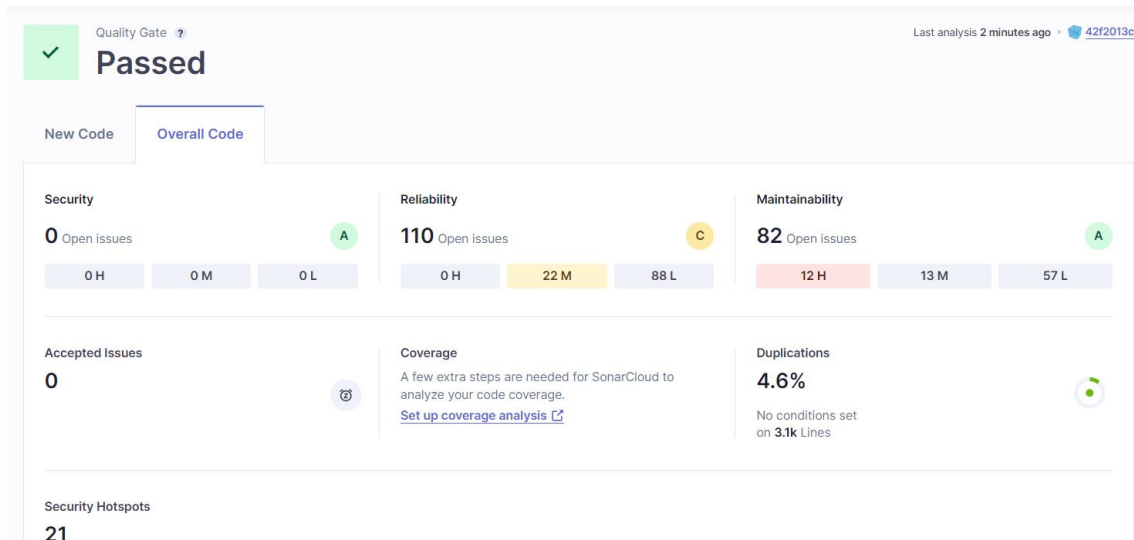 Quality Gate ?
Passed
Last analysis 2 minutes ago
42f2013c
New Code
Overall Code
Security
0 Open issues
A
0 H
0 M
0 L
Reliability
110 Open issues
C
0 H
22 M
88 L
Maintainability
82 Open issues
A
12 H
13 M
57 L
Accepted Issues
0
Coverage
A few extra steps are needed for SonarCloud to
analyze your code coverage.
Set up coverage analysis
Duplications
4.6%
No conditions set
on 3.1k Lines
Security Hotspots
21